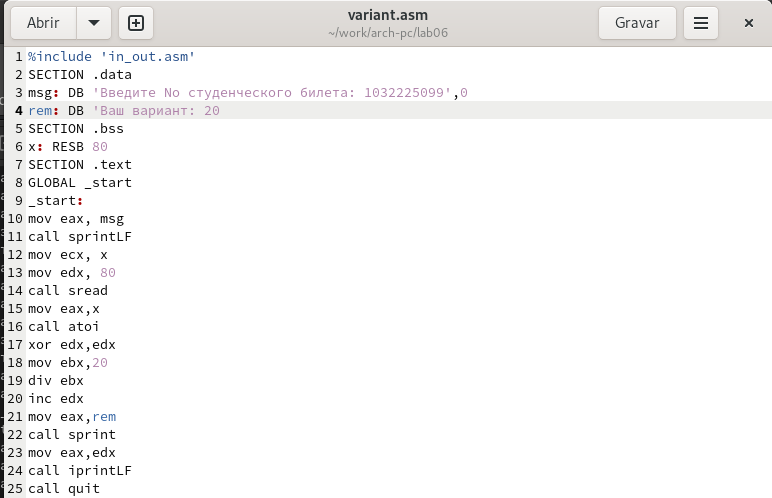 Abrir
variant.asm
~/work/arch-pc/lab06
Gravar
1 %include 'in_out.asm'
2 SECTION .data
3 msg: DB 'Введите No студенческого билета: 1032225099',0
4 rem: DB 'Ваш вариант: 20
5 SECTION .bss
6 x: RESB 80
7 SECTION .text
8 GLOBAL _start
9 _start:
10 mov eax, msg
11 call sprintLF
12 mov ecx, x
13 mov edx, 80
14 call sread
15 mov eax,x
16 call atoi
17 xor edx,edx
18 mov ebx,20
19 div ebx
20 inc edx
21 mov eax,rem
22 call sprint
23 mov eax,edx
24 call iprintLF
25 call quit